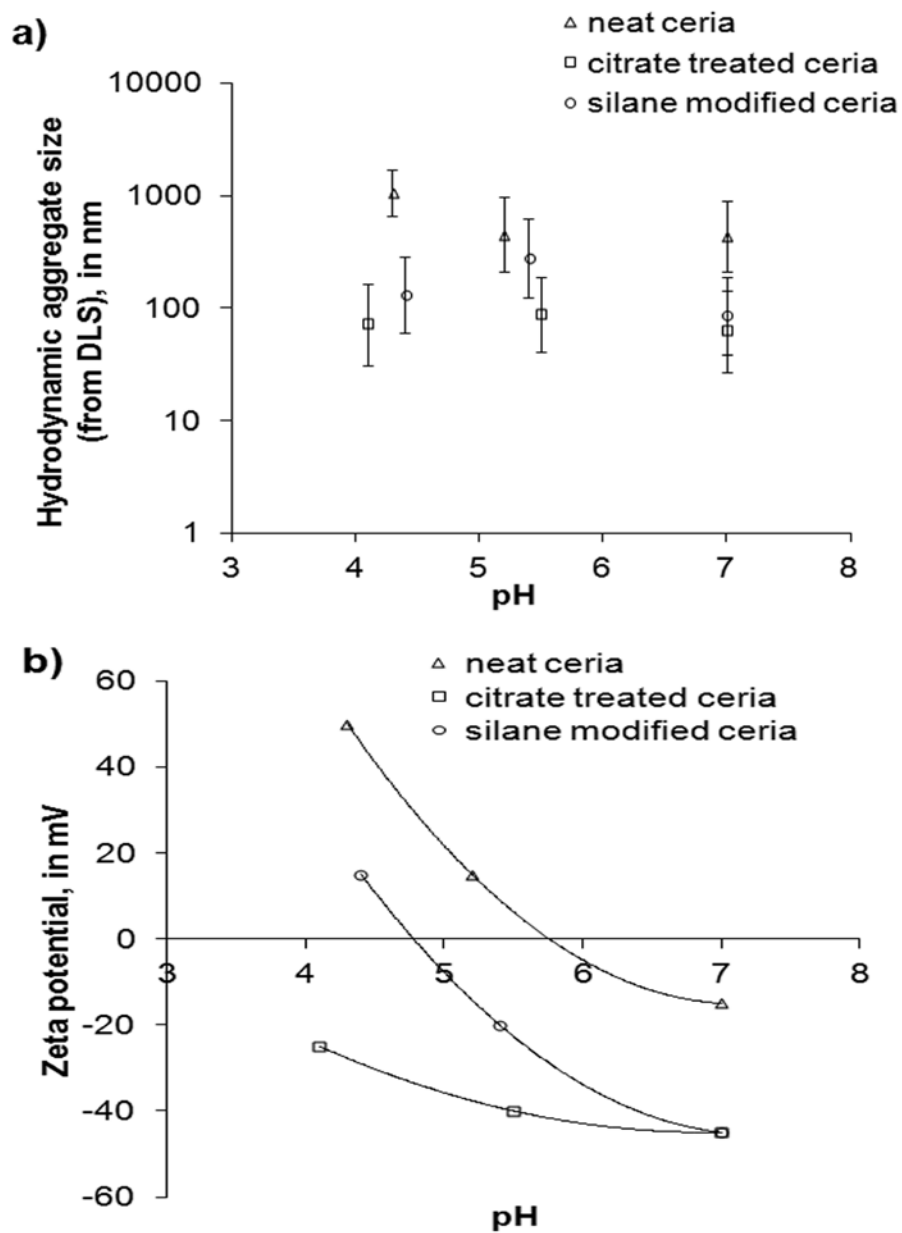 a)
neat ceria
citrate treated ceria
silane modified ceria
Hydrodynamic aggregate size
(from DLS), in nm
10000
1000
100
10
1
3 4 5 6 7 8
pH
b)
neat ceria
citrate treated ceria
silane modified ceria
Zeta potential, in mV
60
40
20
0
-20
-40
-60
3 4 5 6 7 8
pH